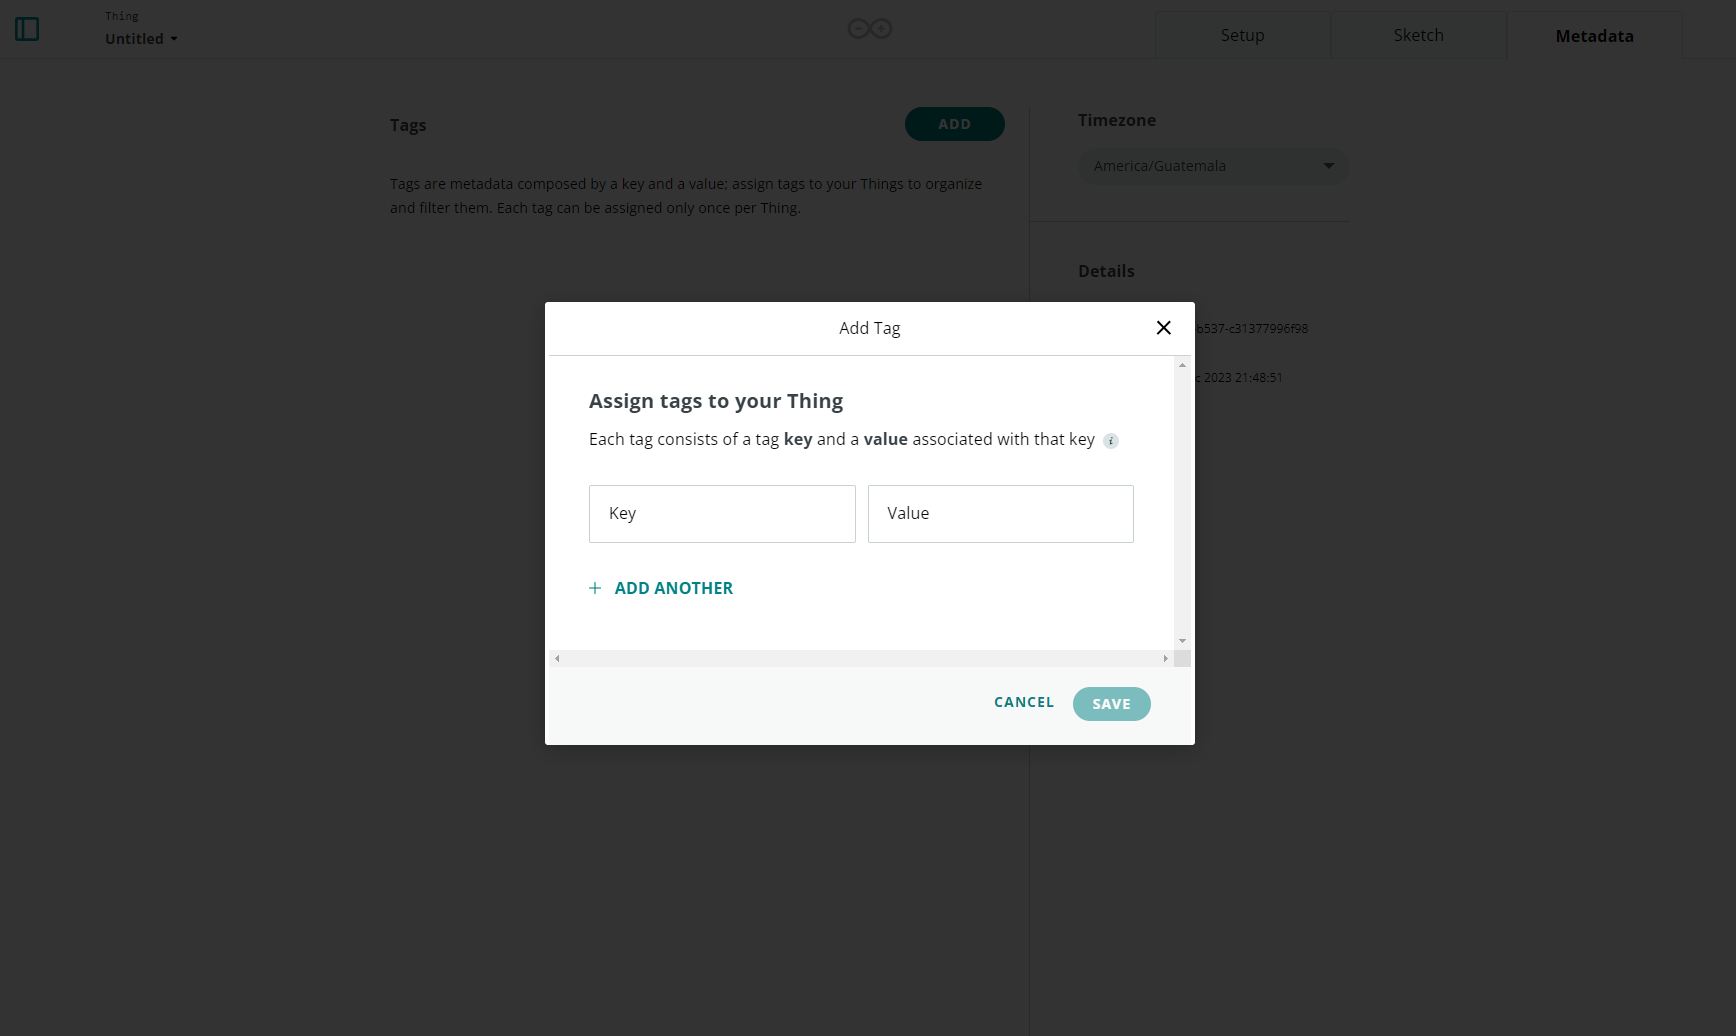 Thing
Untitled
Setup
Sketch
Metadata
Tags
ADD
Tags are metadata composed by a key and a value; assign tags to your Things to organize
and filter them. Each tag can be assigned only once per Thing.
Timezone
America/Guatemala
Details
b537-c31377996f98
2023 21:48:51
Add Tag
Assign tags to your Thing
Each tag consists of a tag key and a value associated with that key i
Key
Value
+ ADD ANOTHER
CANCEL
SAVE